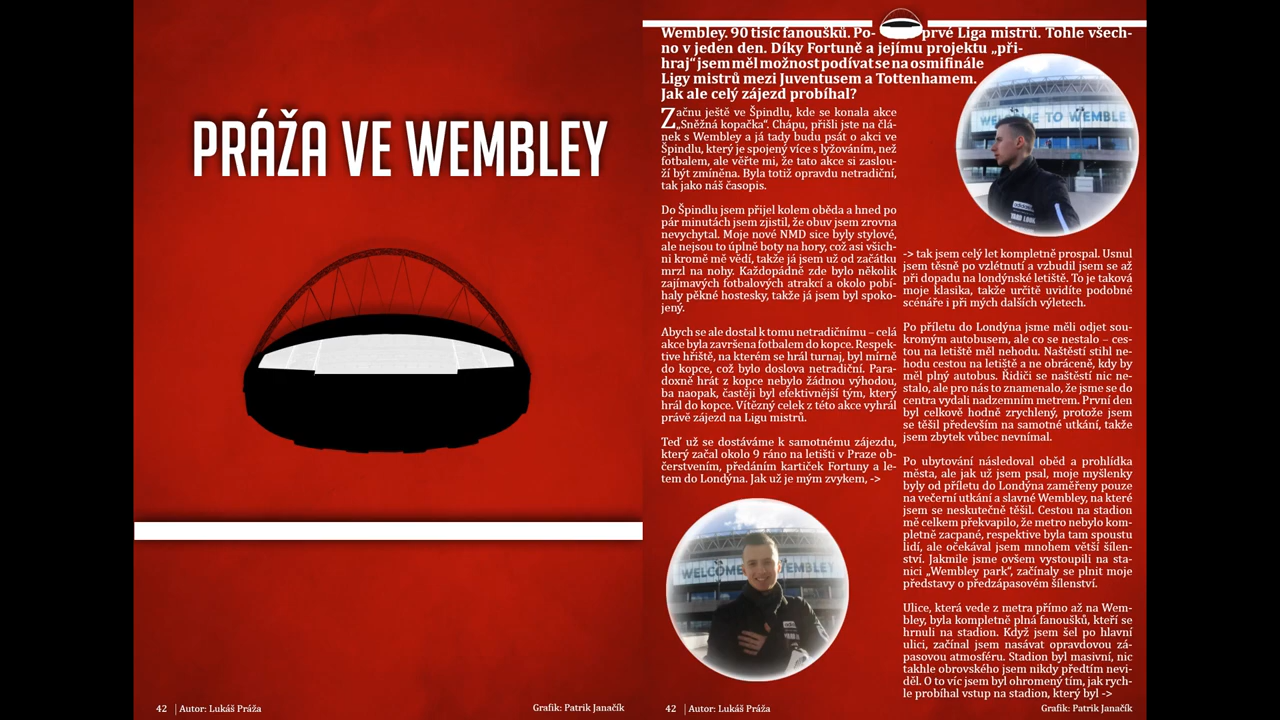 PRÁŽA VE WEMBLEY
42 | Autor: Lukáš Práža
Grafik: Patrik Janačík
Wembley. 90 tisíc fanoušků. Po- prvé Liga mistrů. Tohle všech-
no v jeden den. Díky Fortuně a jejímu projektu „při-
hraj“ jsem měl možnost podívat se na osmifinále
Ligy mistrů mezi Juventusem a Tottenhamem.
Jak ale celý zájezd probíhal?
Začnu ještě ve Špindlu, kde se konala akce
„Sněžná kopačka“. Chápu, přišli jste na člá-
nek s Wembley a já tady budu psát o akci ve
Špindlu, který je spojený více s lyžováním, než
fotbalem, ale věřte mi, že tato akce si zaslou-
ží být zmíněna. Byla totiž opravdu netradiční,
tak jako náš časopis.
Do Špindlu jsem přijel kolem oběda a hned po
pár minutách jsem zjistil, že obuv jsem zrovna
nevychytal. Moje nové NMD sice byly stylové,
ale nejsou to úplně boty na hory, což asi všich-
ni kromě mě vědí, takže já jsem už od začátku
mrzl na nohy. Každopádně zde bylo několik
zajímavých fotbalových atrakcí a okolo pobí-
haly pěkné hostesky, takže já jsem byl spoko-
jený.
Abych se ale dostal k tomu netradičnímu – celá
akce byla završena fotbalem do kopce. Respek-
tive hřiště, na kterém se hrál turnaj, byl mírně
do kopce, což bylo doslova netradiční. Para-
doxně hrát z kopce nebylo žádnou výhodou,
ba naopak, častěji byl efektivnější tým, který
hrál do kopce. Vítězný celek z této akce vyhrál
právě zájezd na Ligu mistrů.
Teď už se dostáváme k samotnému zájezdu,
který začal okolo 9 ráno na letišti v Praze ob-
čerstvením, předáním kartiček Fortuny a le-
tem do Londýna. Jak už je mým zvykem, ->
WELCOME TO WEMBLEY
WELCOME TO WEMBLE
-> tak jsem celý let kompletně prospal. Usnul
jsem těsně po vzlétnutí a vzbudil jsem se až
při dopadu na londýnské letiště. To je taková
moje klasika, takže určitě uvidíte podobné
scénáře i při mých dalších výletech.
Po příletu do Londýna jsme měli odjet sou-
kromým autobusem, ale co se nestalo – ces-
tou na letiště měl nehodu. Naštěstí stihl ne-
hodu cestou na letiště a ne obráceně, kdy by
měl plný autobus. Řidiči se naštěstí nic ne-
stalo, ale pro nás to znamenalo, že jsme se do
centra vydali nadzemním metrem. První den
byl celkově hodně zrychlený, protože jsem
se těšil především na samotné utkání, takže
jsem zbytek vůbec nevnímal.
Po ubytování následoval oběd a prohlídka
města, ale jak už jsem psal, moje myšlenky
byly od příletu do Londýna zaměřeny pouze
na večerní utkání a slavné Wembley, na které
jsem se neskutečně těšil. Cestou na stadion
mě celkem překvapilo, že metro nebylo kom-
pletně zacpané, respektive byla tam spoustu
lidí, ale očekával jsem mnohem větší šílen-
ství. Jakmile jsme ovšem vystoupili na sta-
nici „Wembley park“, začínaly se plnit moje
představy o předzápasovém šílenství.
Ulice, která vede z metra přímo až na Wem-
bley, byla kompletně plná fanoušků, kteří se
hrnuli na stadion. Když jsem šel po hlavní
ulici, začínal jsem nasávat opravdovou zá-
pasovou atmosféru. Stadion byl masivní, nic
takhle obrovského jsem nikdy předtím nevi-
děl. O to víc jsem byl ohromený tím, jak rych-
le probíhal vstup na stadion, který byl ->
42 | Autor: Lukáš Práža
Grafik: Patrik Janačík